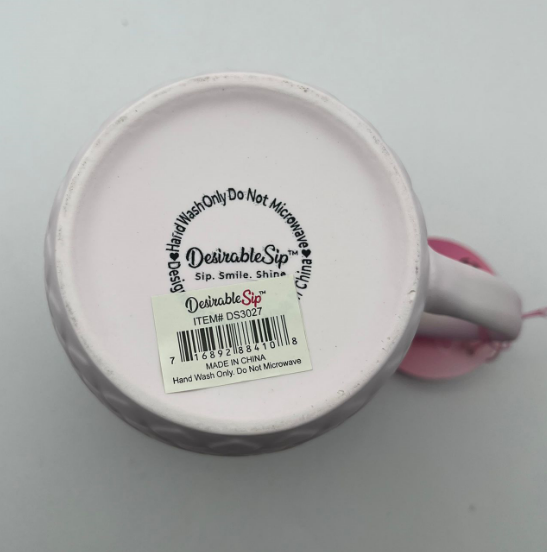 ♥Hand Wash Only Do Not Microwave♥
DesirableSip™
Sip. Smile. Shine
DesirableSip™
ITEM# DS3027
7 16892 88410 8
MADE IN CHINA
Hand Wash Only. Do Not Microwave
China